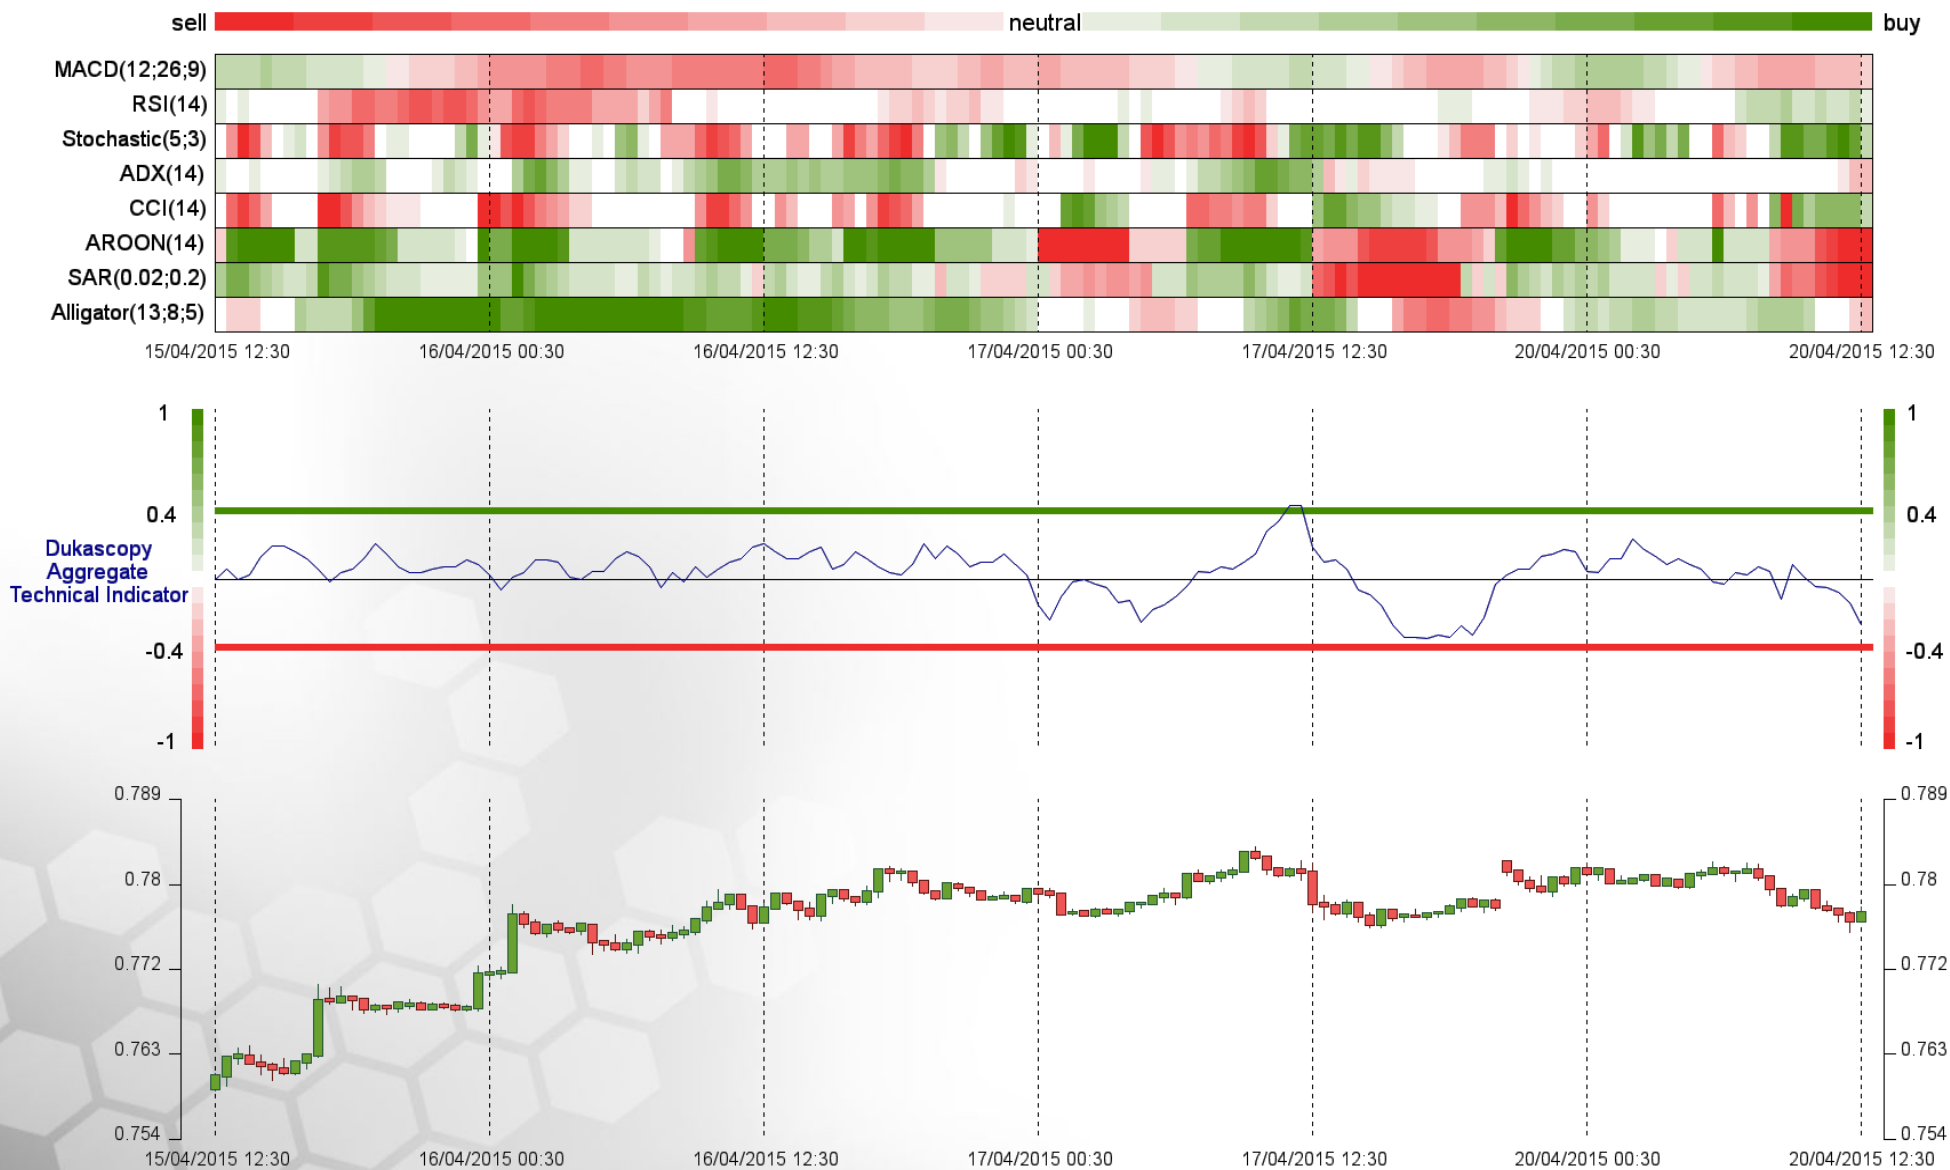 sell neutral buy
MACD(12;26;9)
RSI(14)
Stochastic(5;3)
ADX(14)
CCI(14)
AROON(14)
SAR(0.02;0.2)
Alligator(13;8;5)
15/04/2015 12:30 16/04/2015 00:30 16/04/2015 12:30 17/04/2015 00:30 17/04/2015 12:30 20/04/2015 00:30 20/04/2015 12:30
1 1
0.4 0.4
Dukascopy
Aggregate
Technical Indicator
-0.4 -0.4
-1 -1
0.789 0.789
0.78 0.78
0.772 0.772
0.763 0.763
0.754 0.754
15/04/2015 12:30 16/04/2015 00:30 16/04/2015 12:30 17/04/2015 00:30 17/04/2015 12:30 20/04/2015 00:30 20/04/2015 12:30